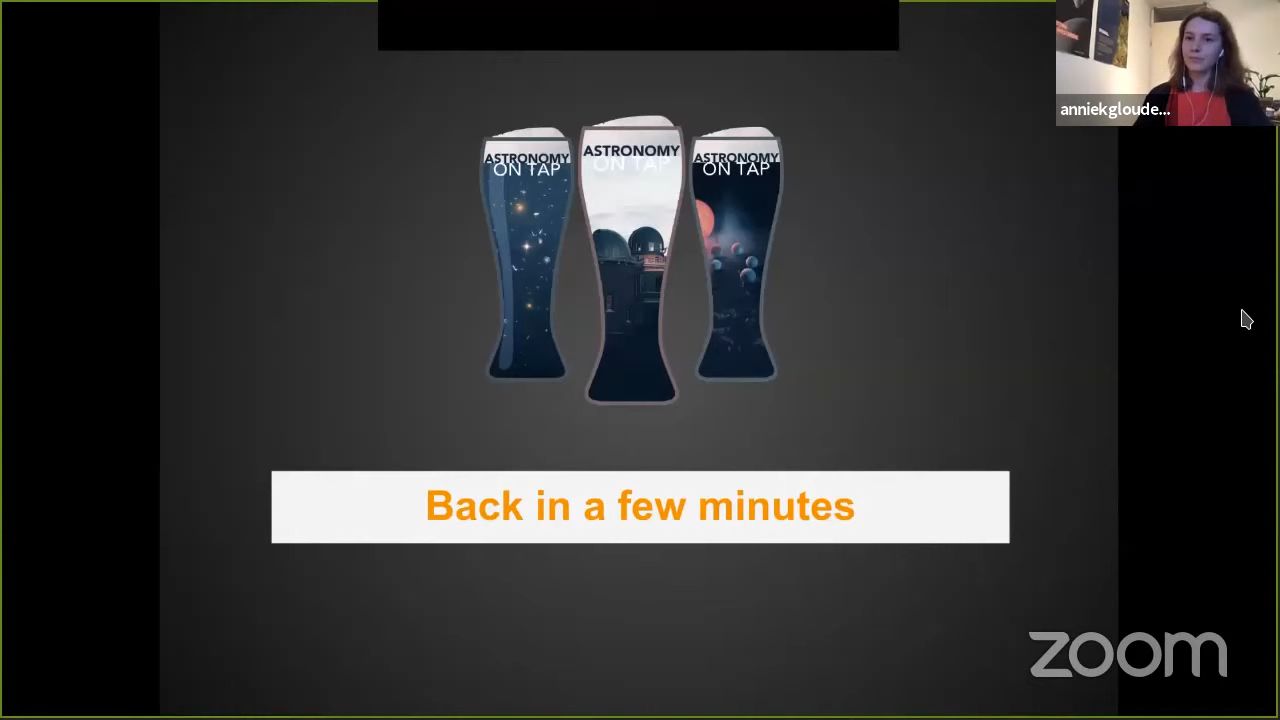 anniekgloude...
ASTRONOMY
ON TAP
ASTRONOMY
ON TAP
ASTRONOMY
ON TAP
Back in a few minutes
zoom